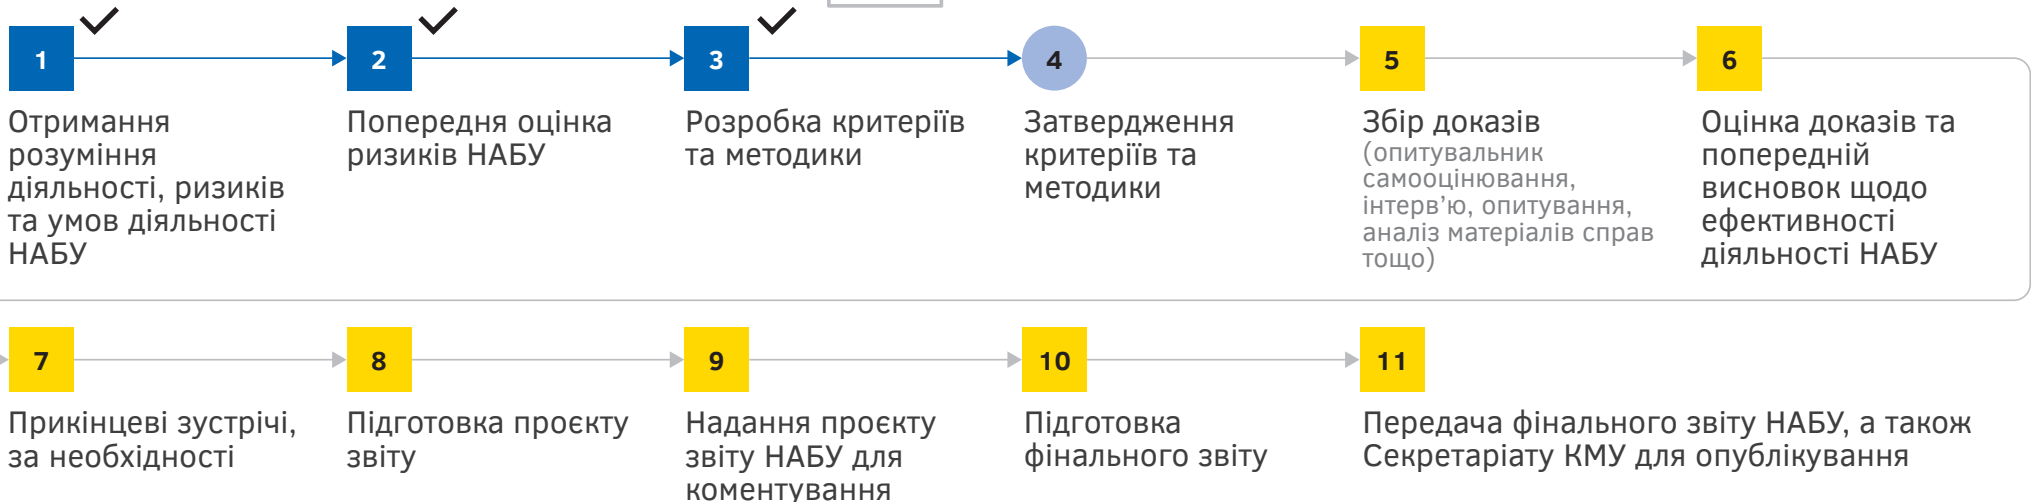 1
2
3
4
5
6
Отримання
розуміння
діяльності, ризиків
та умов діяльності
НАБУ
Попередня оцінка
ризиків НАБУ
Розробка критеріїв
та методики
Затвердження
критеріїв та
методики
Збір доказів
(опитувальник
самооцінювання,
інтерв’ю, опитування,
аналіз матеріалів справ
тощо)
Оцінка доказів та
попередній
висновок щодо
ефективності
діяльності НАБУ
7
8
9
10
11
Прикінцеві зустрічі,
за необхідності
Підготовка проєкту
звіту
Надання проєкту
звіту НАБУ для
коментування
Підготовка
фінального звіту
Передача фінального звіту НАБУ, а також
Секретаріату КМУ для опублікування